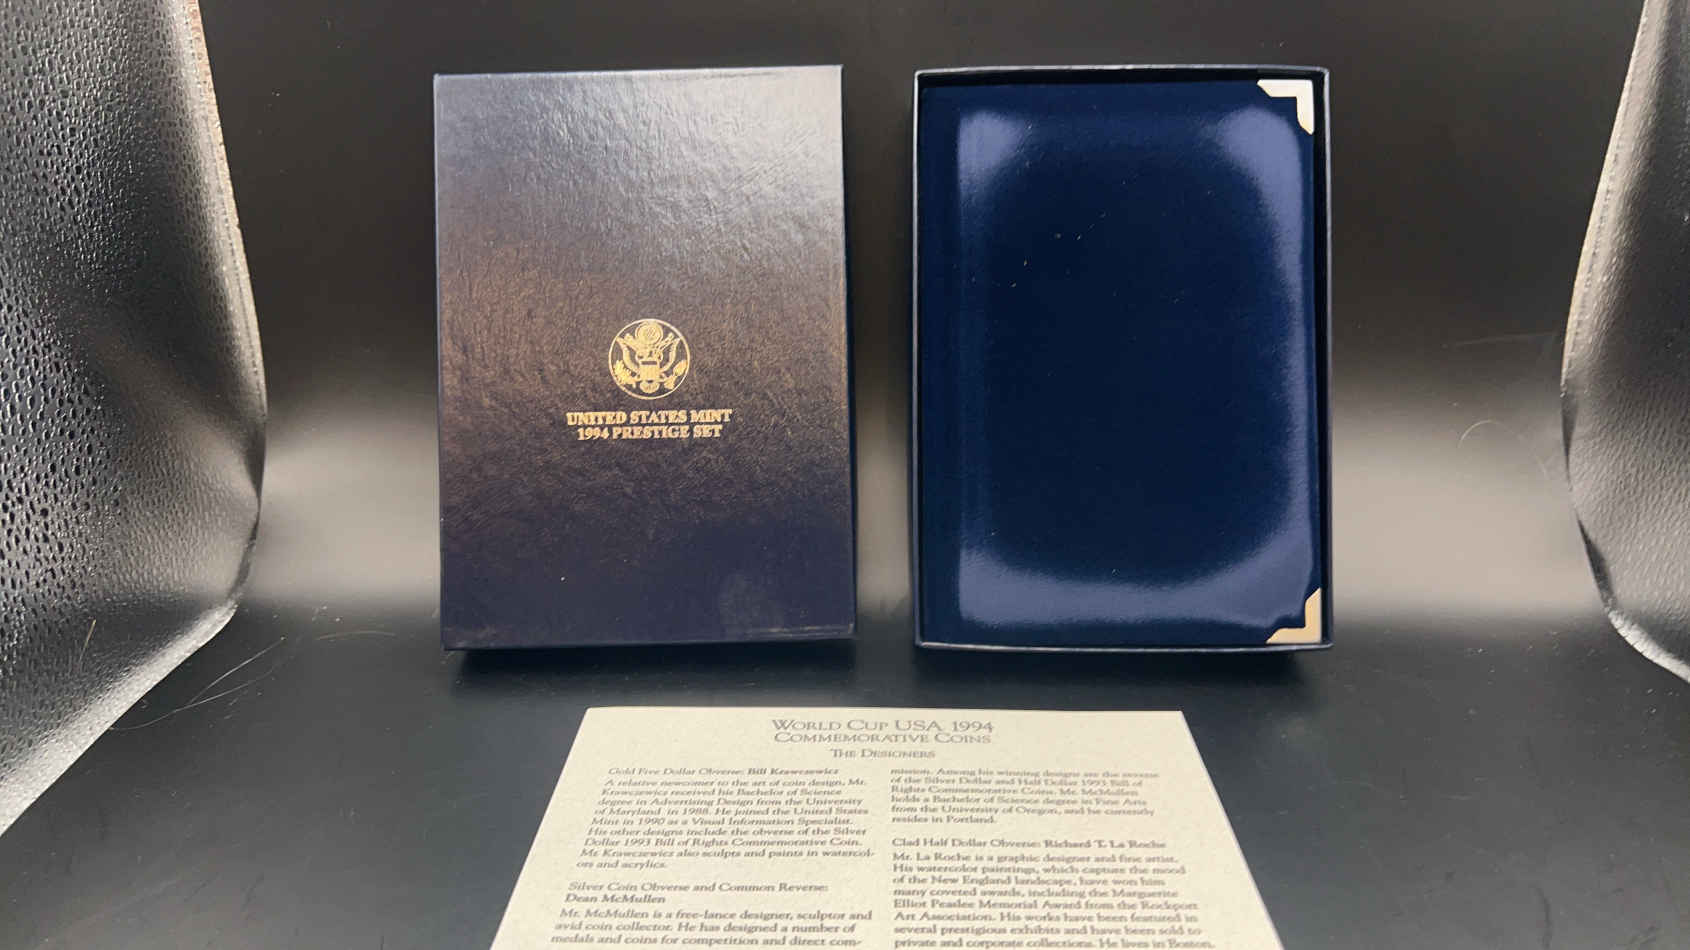 UNITED STATES MINT
1994 PRESTIGE SET
WORLD CUP USA 1994
COMMEMORATIVE COINS
THE DESIGNERS
Gold Five Dollar Obverse: Bill Krawczewicz
A relative newcomer to the art of coin design, Mr.
Krawczewicz received his Bachelor of Science
degree in Advertising Design from the University
of Maryland in 1988. He joined the United States
Mint in 1990 as a Visual Information Specialist.
His other designs include the obverse of the Silver
Dollar 1993 Bill of Rights Commemorative Coin.
Mr. Krawczewicz also sculpts and paints in watercol-
ors and acrylics.
Silver Coin Obverse and Common Reverse:
Dean McMullen
Mr. McMullen is a free-lance designer, sculptor and
avid coin collector. He has designed a number of
medals and coins for competition and direct com-
mission. Among his winning designs are the reverse
of the Silver Dollar and Half Dollar 1993 Bill of
Rights Commemorative Coins. Mr. McMullen
holds a Bachelor of Science degree in Fine Arts
from the University of Oregon, and he currently
resides in Portland.
Clad Half Dollar Obverse: Richard T. La Roche
Mr. La Roche is a graphic designer and fine artist.
His watercolor paintings, which capture the mood
of the New England landscape, have won him
many coveted awards, including the Marguerite
Elliot Peaslee Memorial Award from the Rockport
Art Association. His works have been featured in
several prestigious exhibits and have been sold to
private and corporate collections. He lives in Boston.